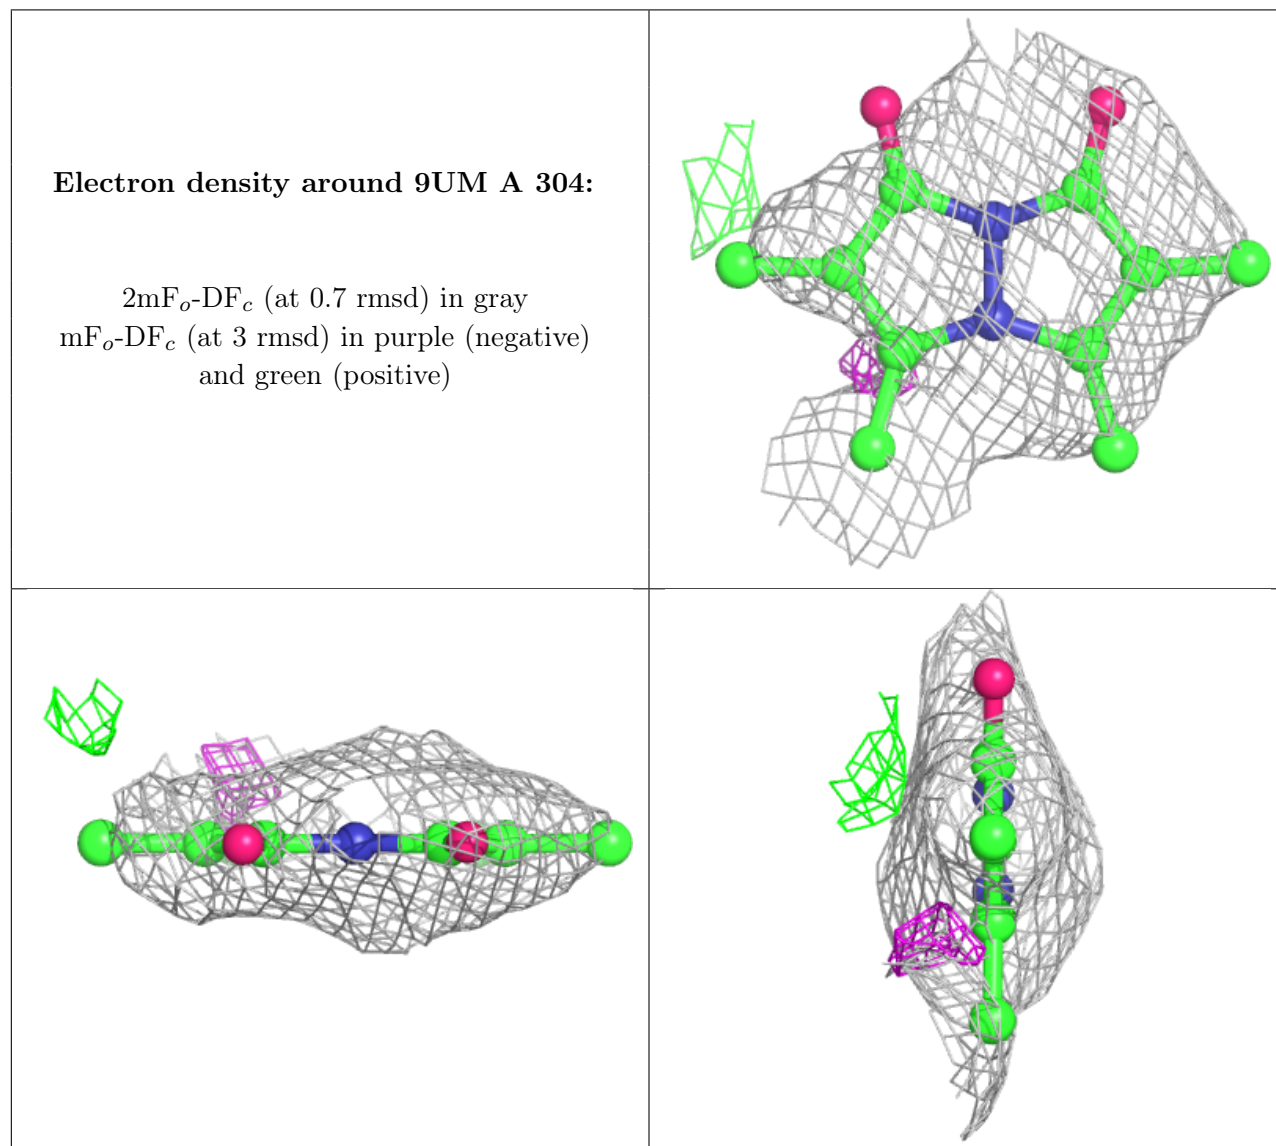 Electron density around 9UM A 304:
2mFo-DFc (at 0.7 rmsd) in gray
mFo-DFc (at 3 rmsd) in purple (negative)
and green (positive)